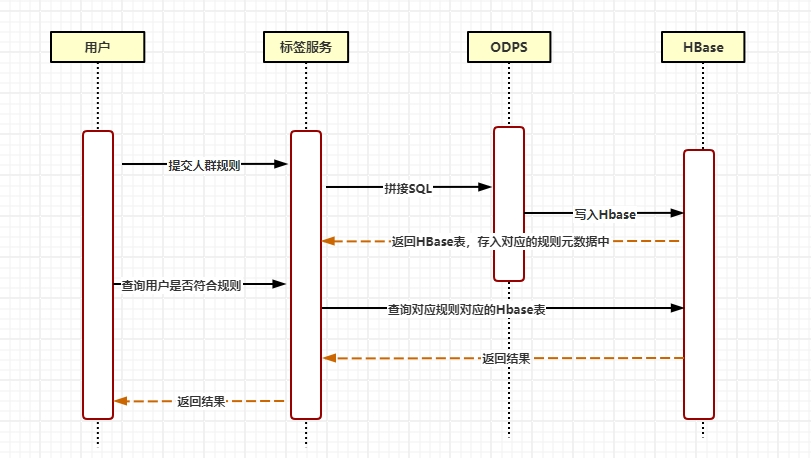 用户
标签服务
ODPS
HBase
提交人群规则
拼接SQL
写入Hbase
返回HBase表，存入对应的规则元数据中
查询用户是否符合规则
查询对应规则对应的Hbase表
返回结果
返回结果